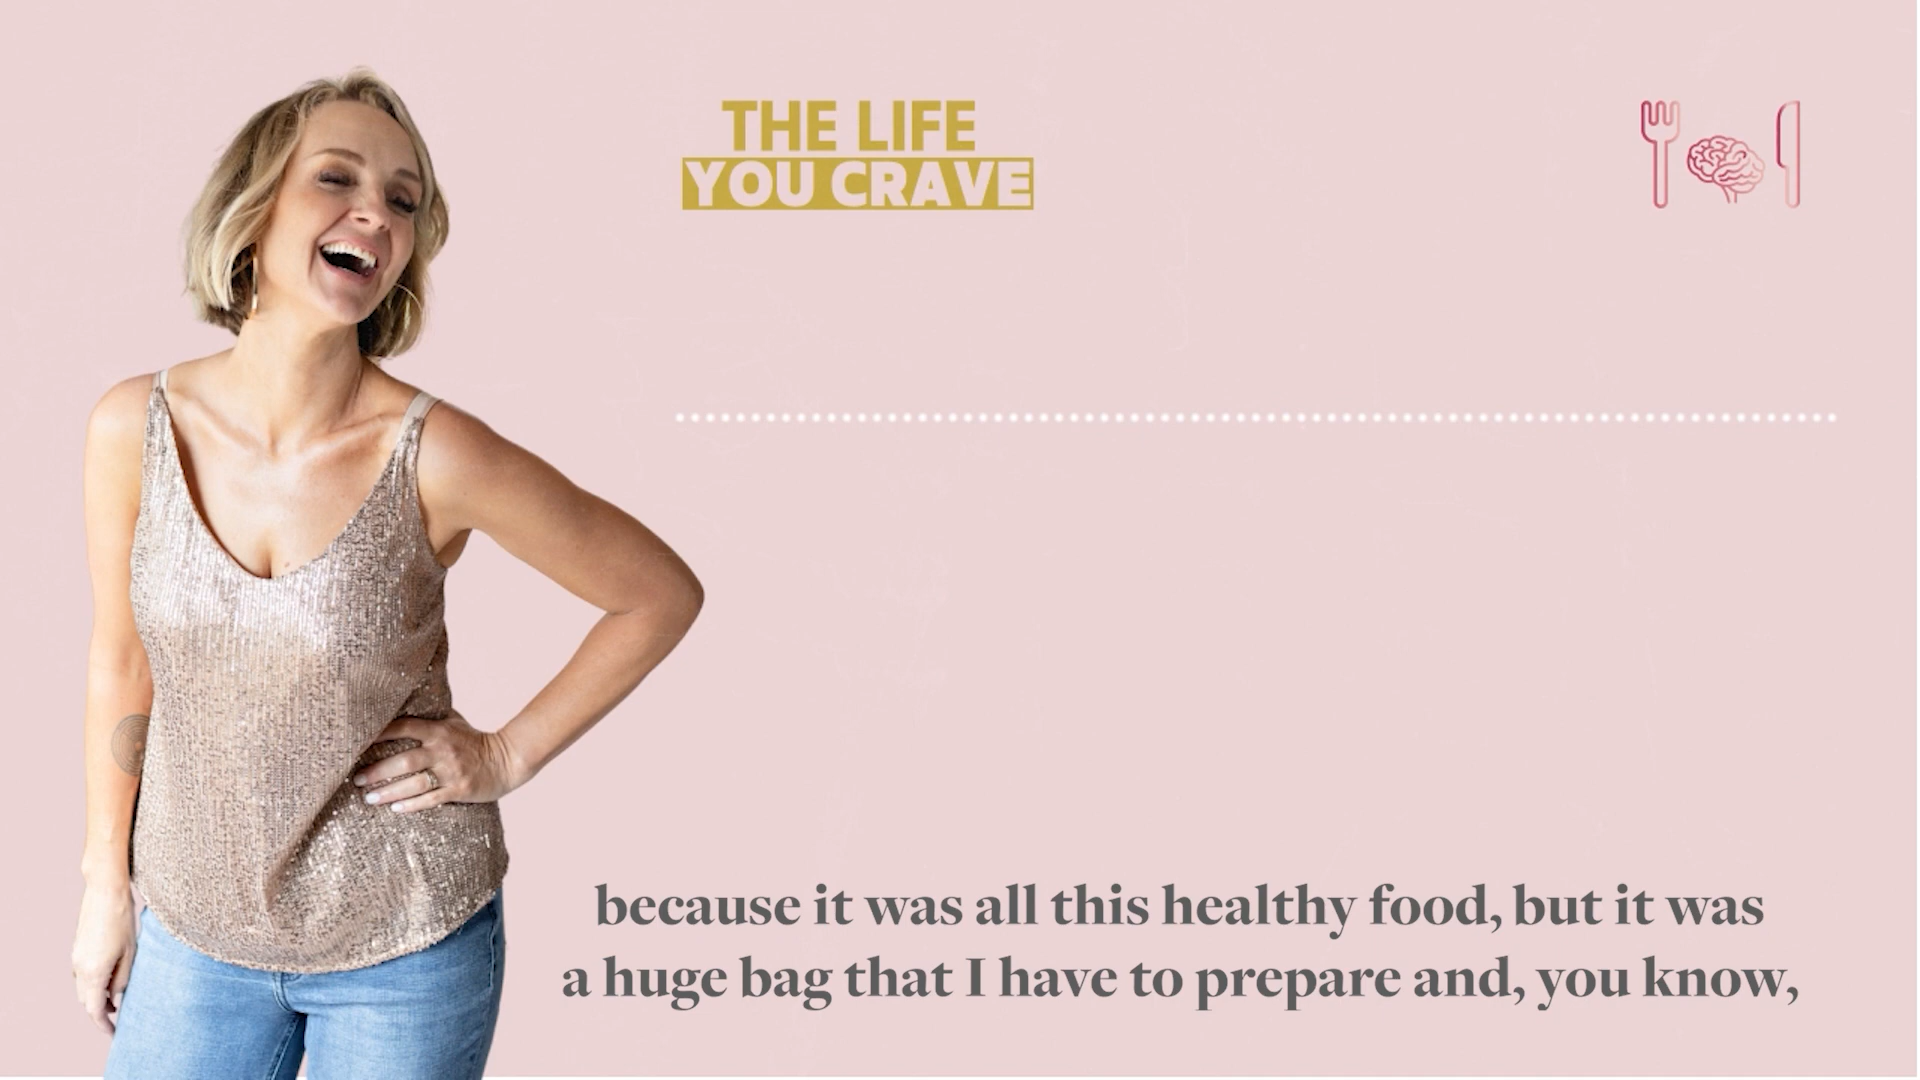 THE LIFE
YOU CRAVE
because it was all this healthy food, but it was
a huge bag that I have to prepare and, you know,